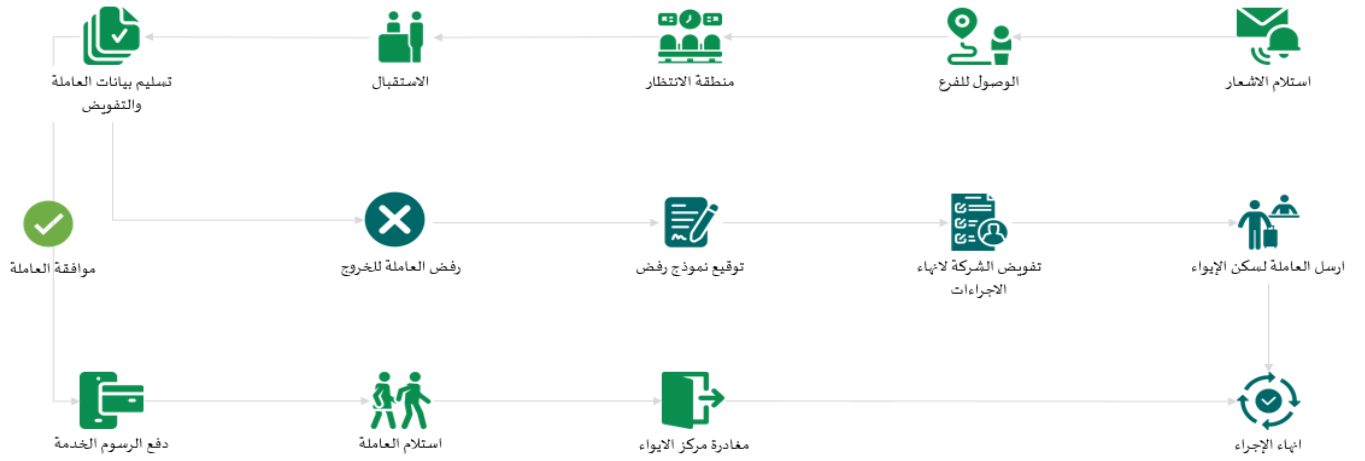 استلام الاشعار
الوصول للفرع
منطقة الانتظار
الاستقبال
تسليم بيانات العاملة
والتفويض
موافقة العاملة
رفض العاملة للخروج
توقيع نموذج رفض
تفويض الشركة لانهاء
الاجراءات
ارسل العاملة لسكن الإيواء
دفع الرسوم الخدمة
استلام العاملة
مغادرة مركز الايواء
انهاء الإجراء